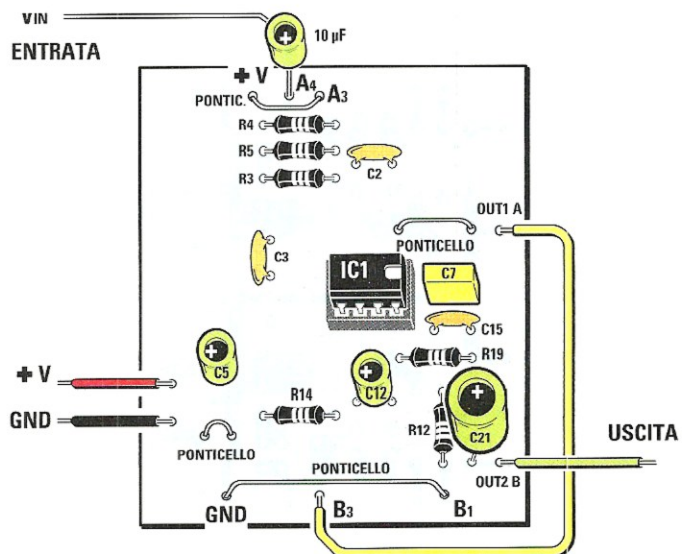 VIN
10 µF
ENTRATA
+ V
A4
A3
PONTIC.
R4
R5
C2
R3
OUT1 A
PONTICELLO
C3
IC1
C7
C15
R19
+ V
C5
C12
GND
R14
R12
C21
USCITA
PONTICELLO
PONTICELLO
OUT2 B
GND
B3
B1